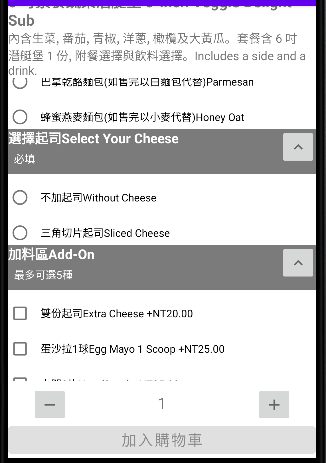 Sub
內含生菜, 番茄, 青椒, 洋蔥, 橄欖及大黃瓜。套餐含 6 吋
潛艇堡 1 份, 附餐選擇與飲料選擇。Includes a side and a
drink.
巴草乾酪麵包(如售完以白麵包代替)Parmesan
蜂蜜燕麥麵包(如售完以小麥代替)Honey Oat
選擇起司Select Your Cheese
必填
不加起司Without Cheese
三角切片起司Sliced Cheese
加料區Add-On
最多可選5種
雙份起司Extra Cheese +NT20.00
蛋沙拉1球Egg Mayo 1 Scoop +NT25.00
1
加入購物車